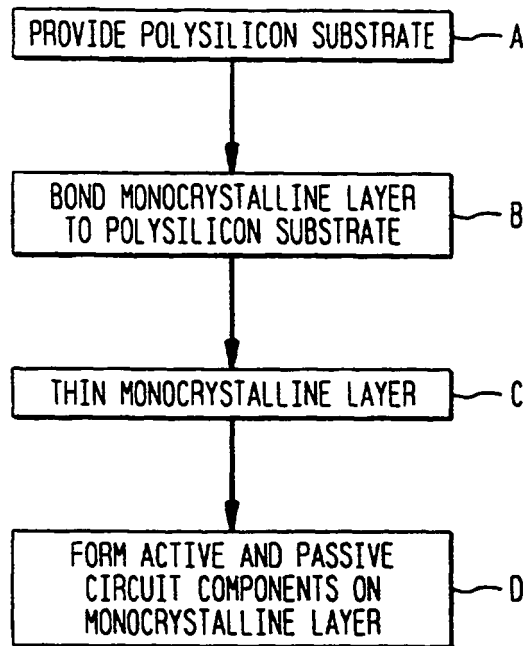 PROVIDE POLYSILICON SUBSTRATE A
BOND MONOCRYSTALLINE LAYER
TO POLYSILICON SUBSTRATE B
THIN MONOCRYSTALLINE LAYER C
FORM ACTIVE AND PASSIVE
CIRCUIT COMPONENTS ON
MONOCRYSTALLINE LAYER D